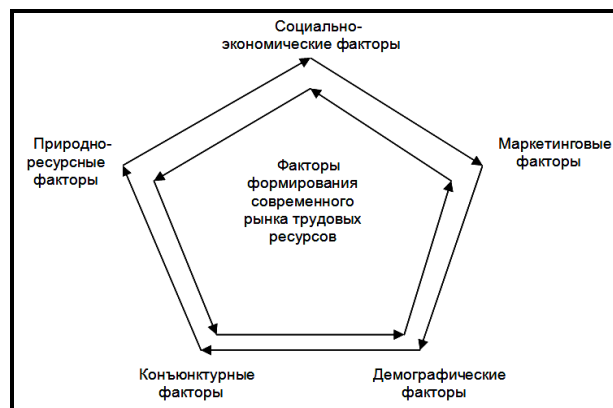 Социально-
экономические факторы
Природно-
ресурсные
факторы
Маркетинговые
факторы
Факторы
формирования
современного
рынка трудовых
ресурсов
Конъюнктурные
факторы
Демографические
факторы